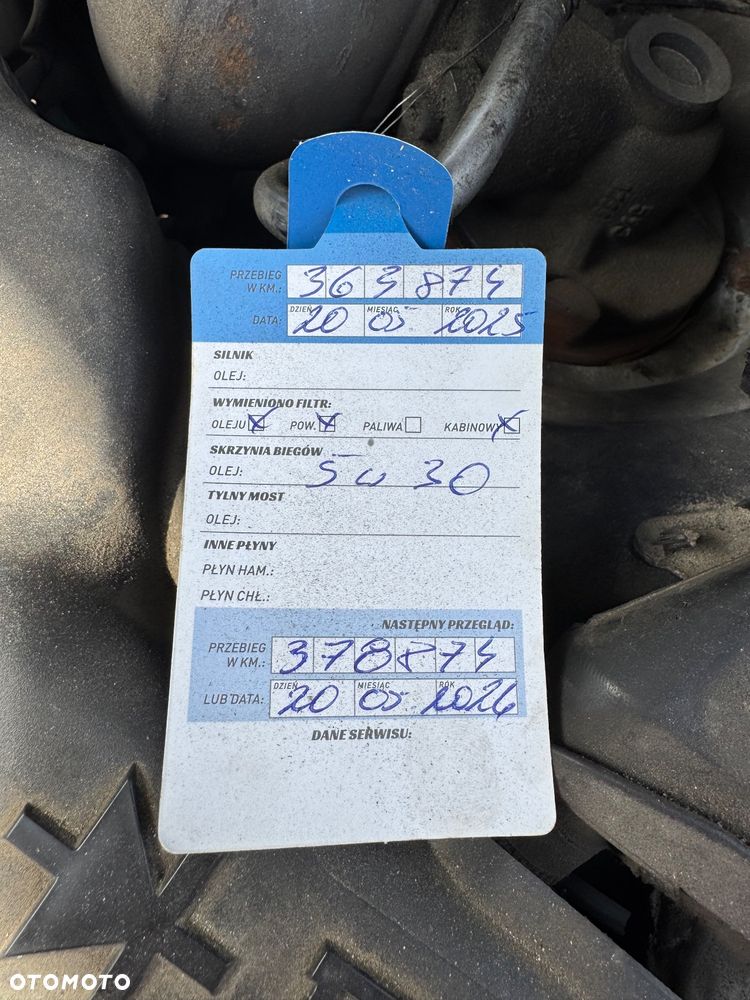 PRZEBIEG
W KM.: 363874
DZIEŃ MIESIĄC ROK
DATA: 20 05 2025
SILNIK
OLEJ:
WYMIENIONO FILTR:
OLEJU POW. PALIWA KABINOWY
SKRZYNIA BIEGÓW
OLEJ: 5w30
TYLNY MOST
OLEJ:
INNE PŁYNY
PŁYN HAM.:
PŁYN CHŁ.:
NASTĘPNY PRZEGLĄD:
PRZEBIEG
W KM.: 378874
DZIEŃ MIESIĄC ROK
LUB DATA: 20 05 2026
DANE SERWISU:
OTOMOTO